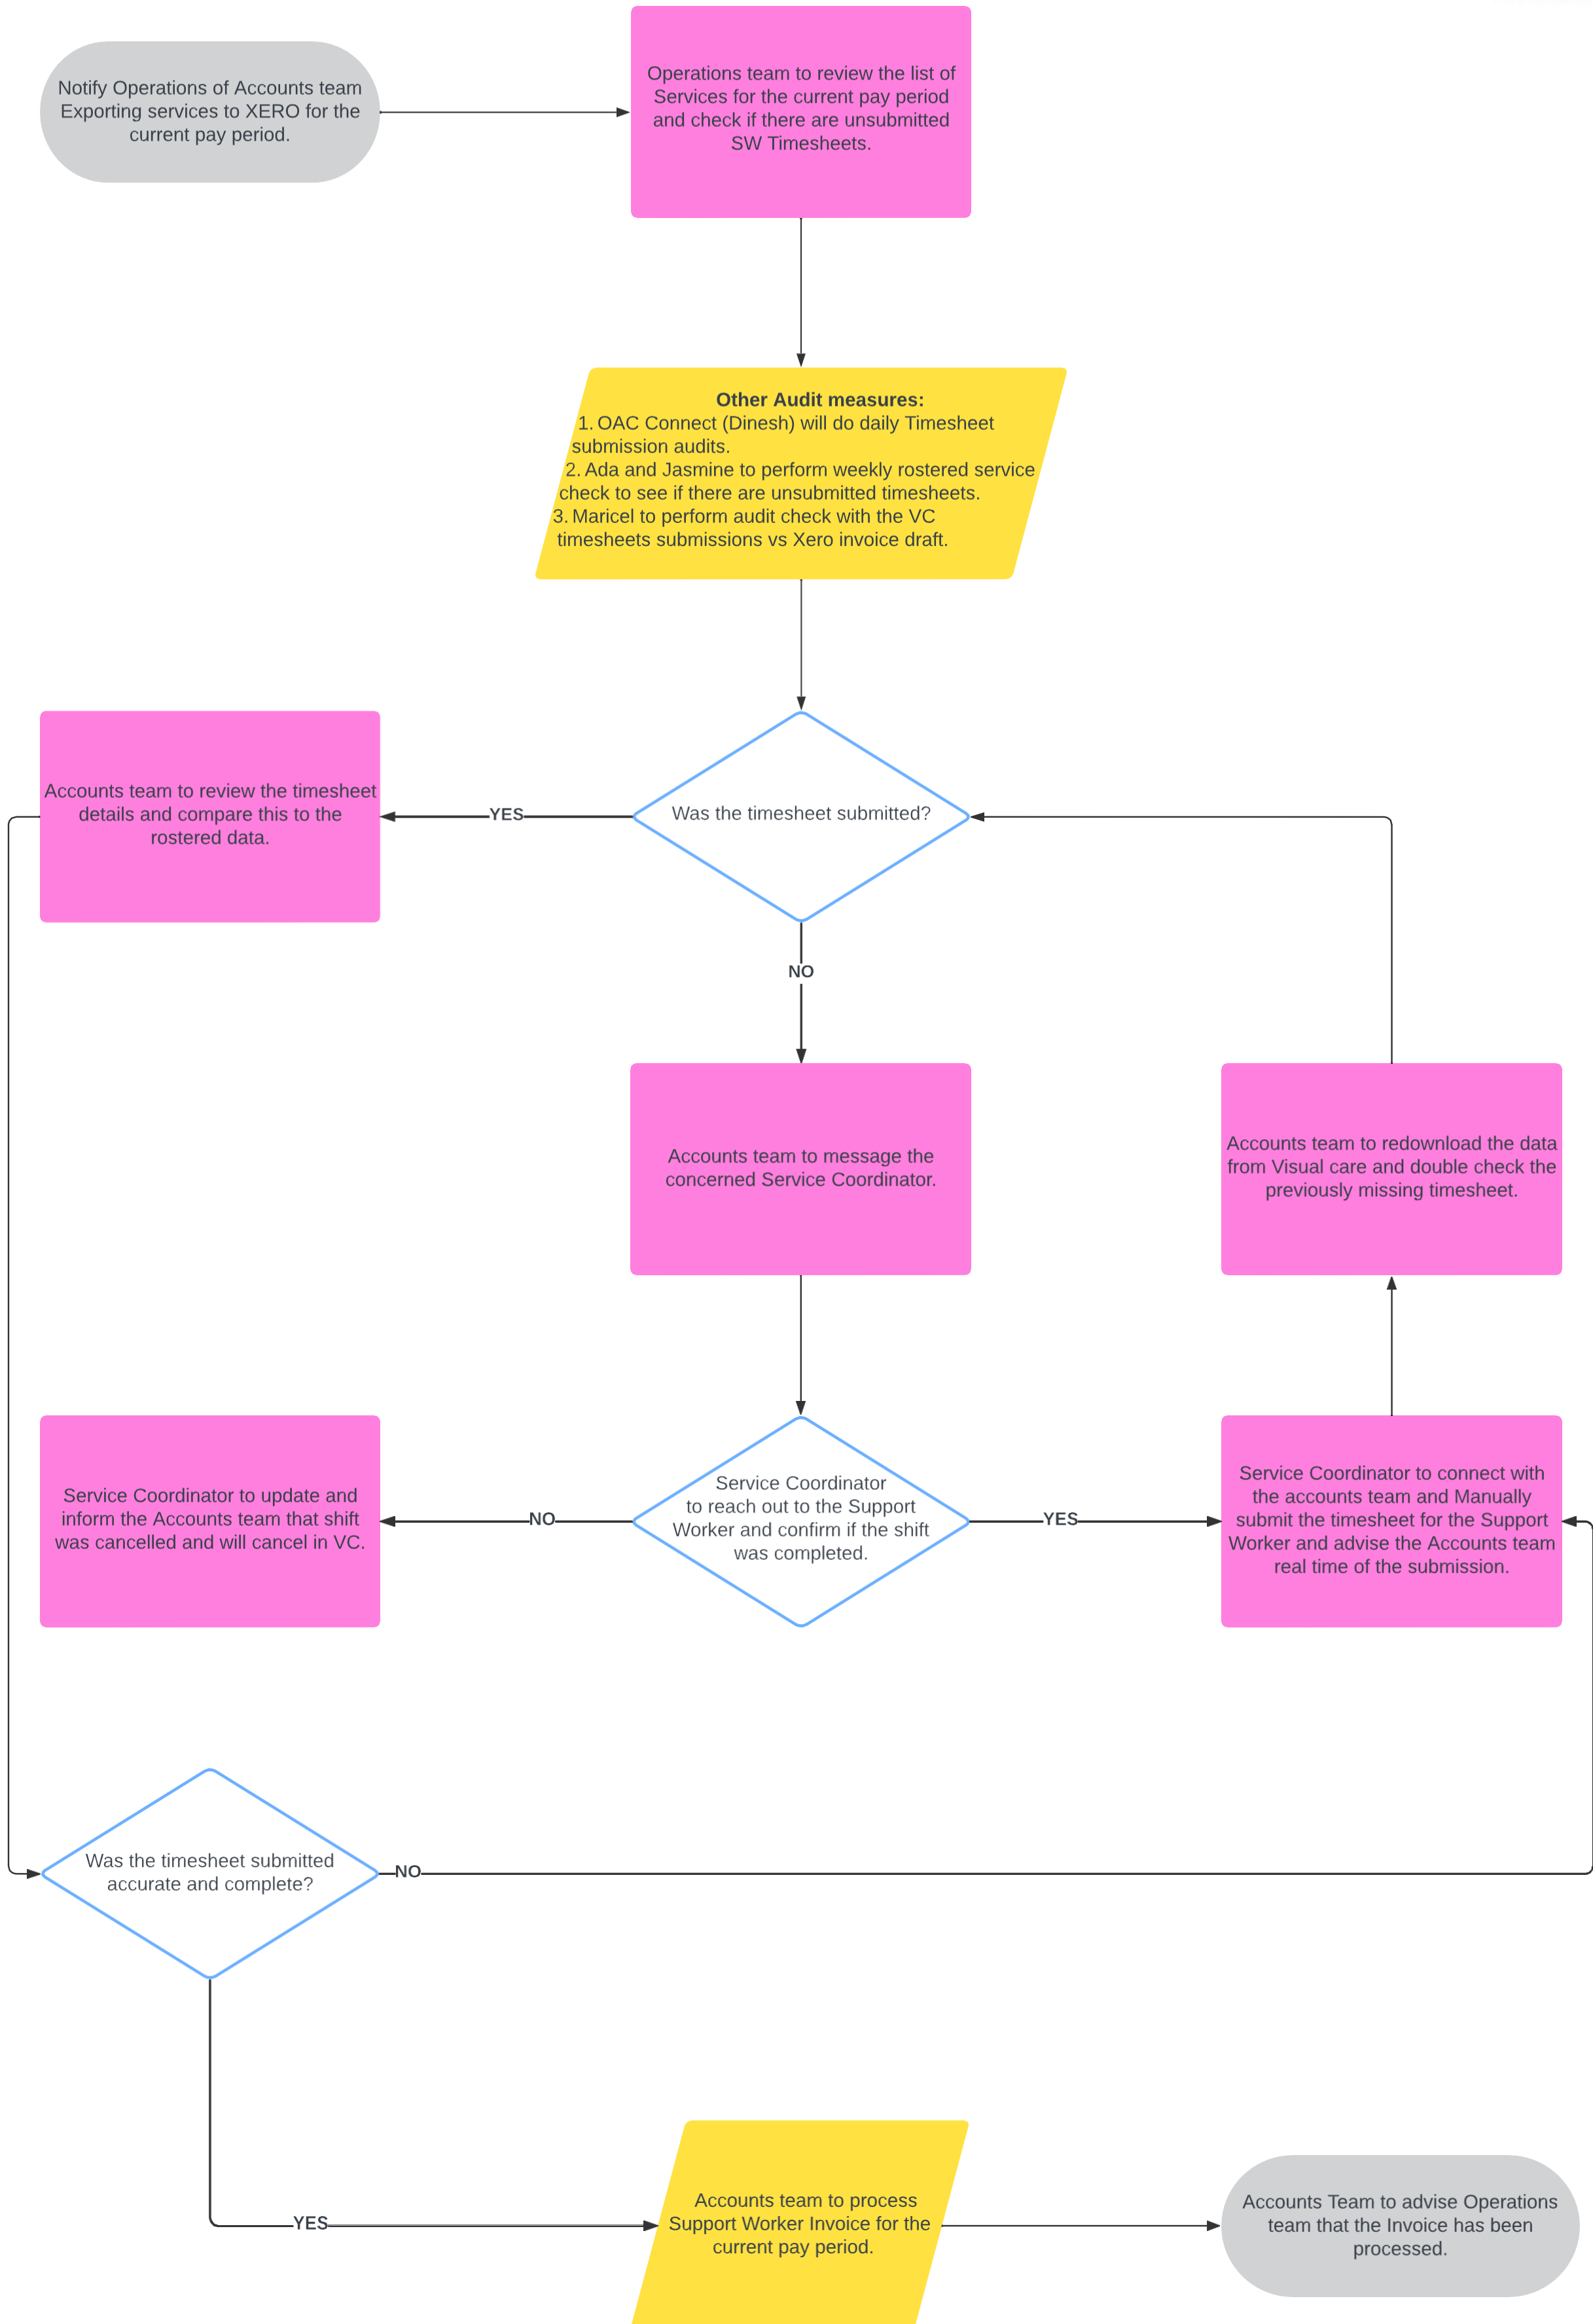 Notify Operations of Accounts team
Exporting services to XERO for the
current pay period.
Operations team to review the list of
Services for the current pay period
and check if there are unsubmitted
SW Timesheets.
Other Audit measures:
1. OAC Connect (Dinesh) will do daily Timesheet
submission audits.
2. Ada and Jasmine to perform weekly rostered service
check to see if there are unsubmitted timesheets.
3. Maricel to perform audit check with the VC
timesheets submissions vs Xero invoice draft.
Accounts team to review the timesheet
details and compare this to the
rostered data.
YES
Was the timesheet submitted?
NO
Accounts team to message the
concerned Service Coordinator.
Accounts team to redownload the data
from Visual care and double check the
previously missing timesheet.
Service Coordinator to update and
inform the Accounts team that shift
was cancelled and will cancel in VC.
NO
Service Coordinator
to reach out to the Support
Worker and confirm if the shift
was completed.
YES
Service Coordinator to connect with
the accounts team and Manually
submit the timesheet for the Support
Worker and advise the Accounts team
real time of the submission.
Was the timesheet submitted
accurate and complete?
NO
YES
Accounts team to process
Support Worker Invoice for the
current pay period.
Accounts Team to advise Operations
team that the Invoice has been
processed.